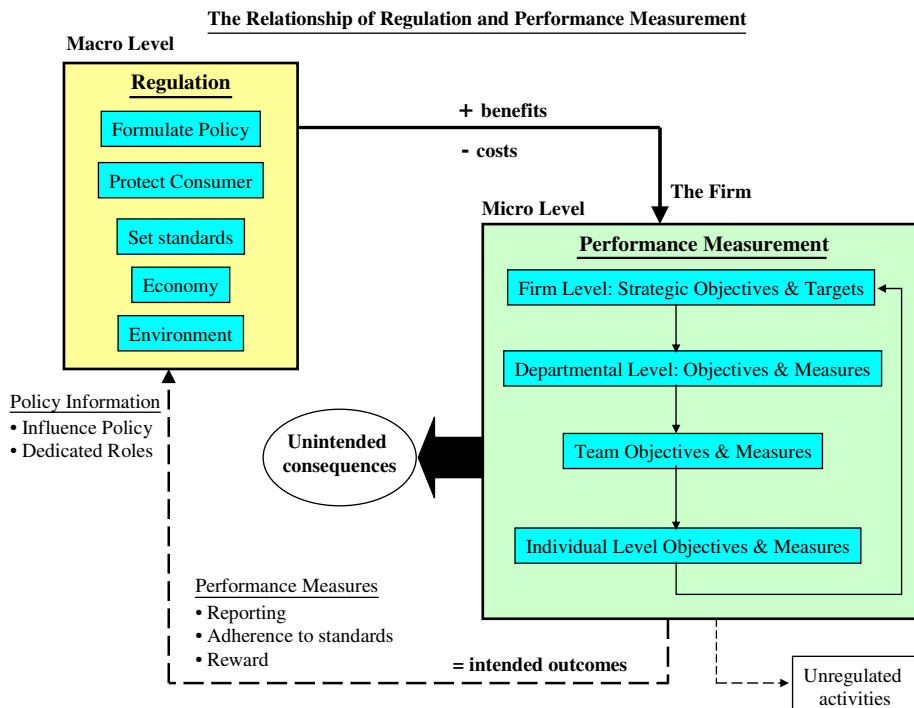 The Relationship of Regulation and Performance Measurement
Macro Level
Regulation
Formulate Policy
Protect Consumer
Set standards
Economy
Environment
+ benefits
- costs
The Firm
Micro Level
Performance Measurement
Firm Level: Strategic Objectives & Targets
Departmental Level: Objectives & Measures
Team Objectives & Measures
Individual Level Objectives & Measures
Policy Information
• Influence Policy
• Dedicated Roles
Unintended
consequences
Performance Measures
• Reporting
• Adherence to standards
• Reward
= intended outcomes
Unregulated
activities